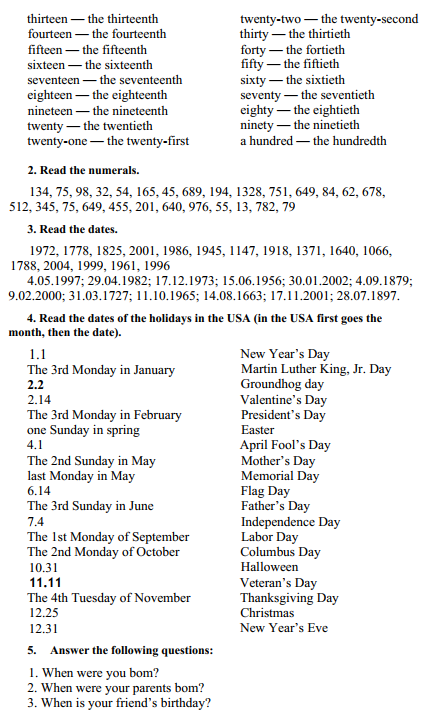 thirteen — the thirteenth
fourteen — the fourteenth
fifteen — the fifteenth
sixteen — the sixteenth
seventeen — the seventeenth
eighteen — the eighteenth
nineteen — the nineteenth
twenty — the twentieth
twenty-one — the twenty-first
twenty-two — the twenty-second
thirty — the thirtieth
forty — the fortieth
fifty — the fiftieth
sixty — the sixtieth
seventy — the seventieth
eighty — the eightieth
ninety — the ninetieth
a hundred — the hundredth
2. Read the numerals.
134, 75, 98, 32, 54, 165, 45, 689, 194, 1328, 751, 649, 84, 62, 678,
512, 345, 75, 649, 455, 201, 640, 976, 55, 13, 782, 79
3. Read the dates.
1972, 1778, 1825, 2001, 1986, 1945, 1147, 1918, 1371, 1640, 1066,
1788, 2004, 1999, 1961, 1996
4.05.1997; 29.04.1982; 17.12.1973; 15.06.1956; 30.01.2002; 4.09.1879;
9.02.2000; 31.03.1727; 11.10.1965; 14.08.1663; 17.11.2001; 28.07.1897.
4. Read the dates of the holidays in the USA (in the USA first goes the
month, then the date).
1.1 New Year's Day
The 3rd Monday in January Martin Luther King, Jr. Day
2.2 Groundhog day
2.14 Valentine's Day
The 3rd Monday in February President's Day
one Sunday in spring Easter
4.1 April Fool's Day
The 2nd Sunday in May Mother's Day
last Monday in May Memorial Day
6.14 Flag Day
The 3rd Sunday in June Father's Day
7.4 Independence Day
The 1st Monday of September Labor Day
The 2nd Monday of October Columbus Day
10.31 Halloween
11.11 Veteran's Day
The 4th Tuesday of November Thanksgiving Day
12.25 Christmas
12.31 New Year's Eve
5. Answer the following questions:
1. When were you bom?
2. When were your parents bom?
3. When is your friend's birthday?